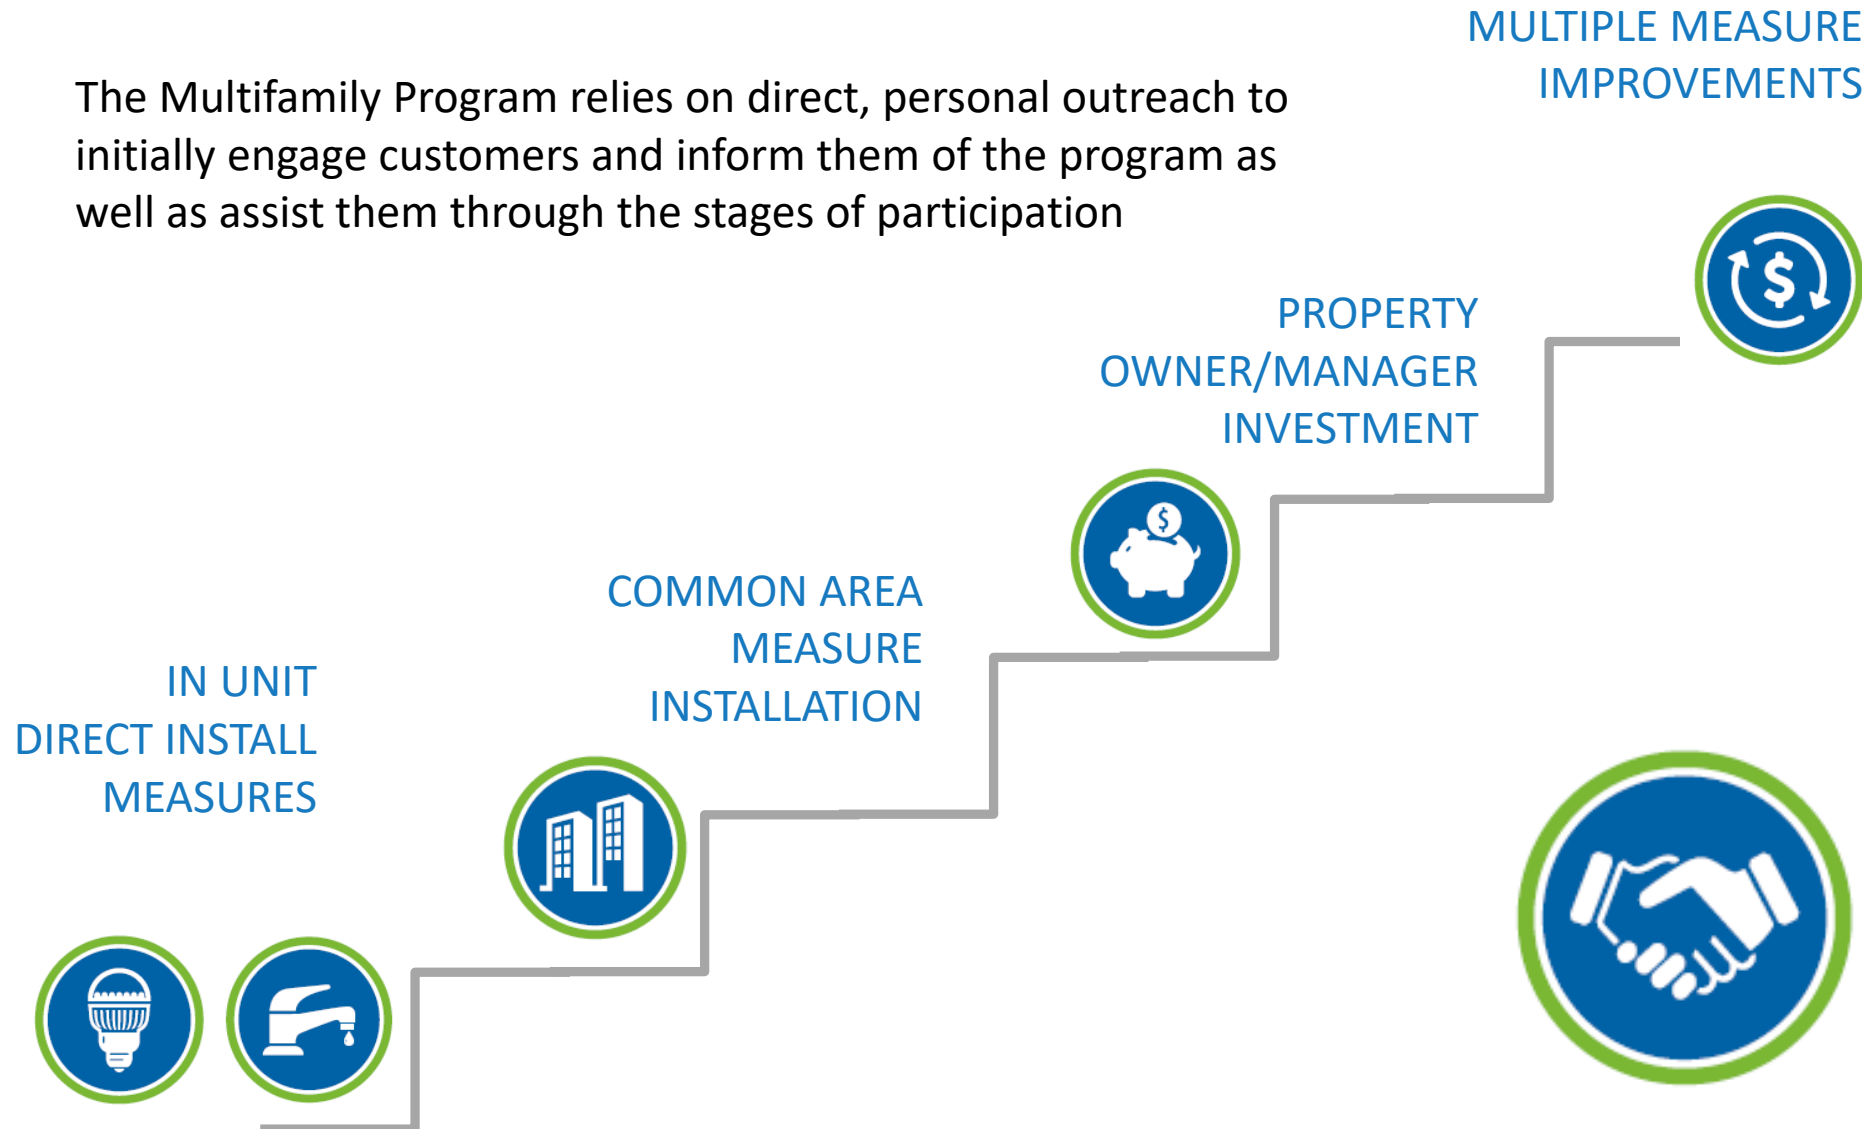 MULTIPLE MEASURE
IMPROVEMENTS
The Multifamily Program relies on direct, personal outreach to
initially engage customers and inform them of the program as
well as assist them through the stages of participation
$
PROPERTY
OWNER/MANAGER
INVESTMENT
$
COMMON AREA
MEASURE
INSTALLATION
IN UNIT
DIRECT INSTALL
MEASURES